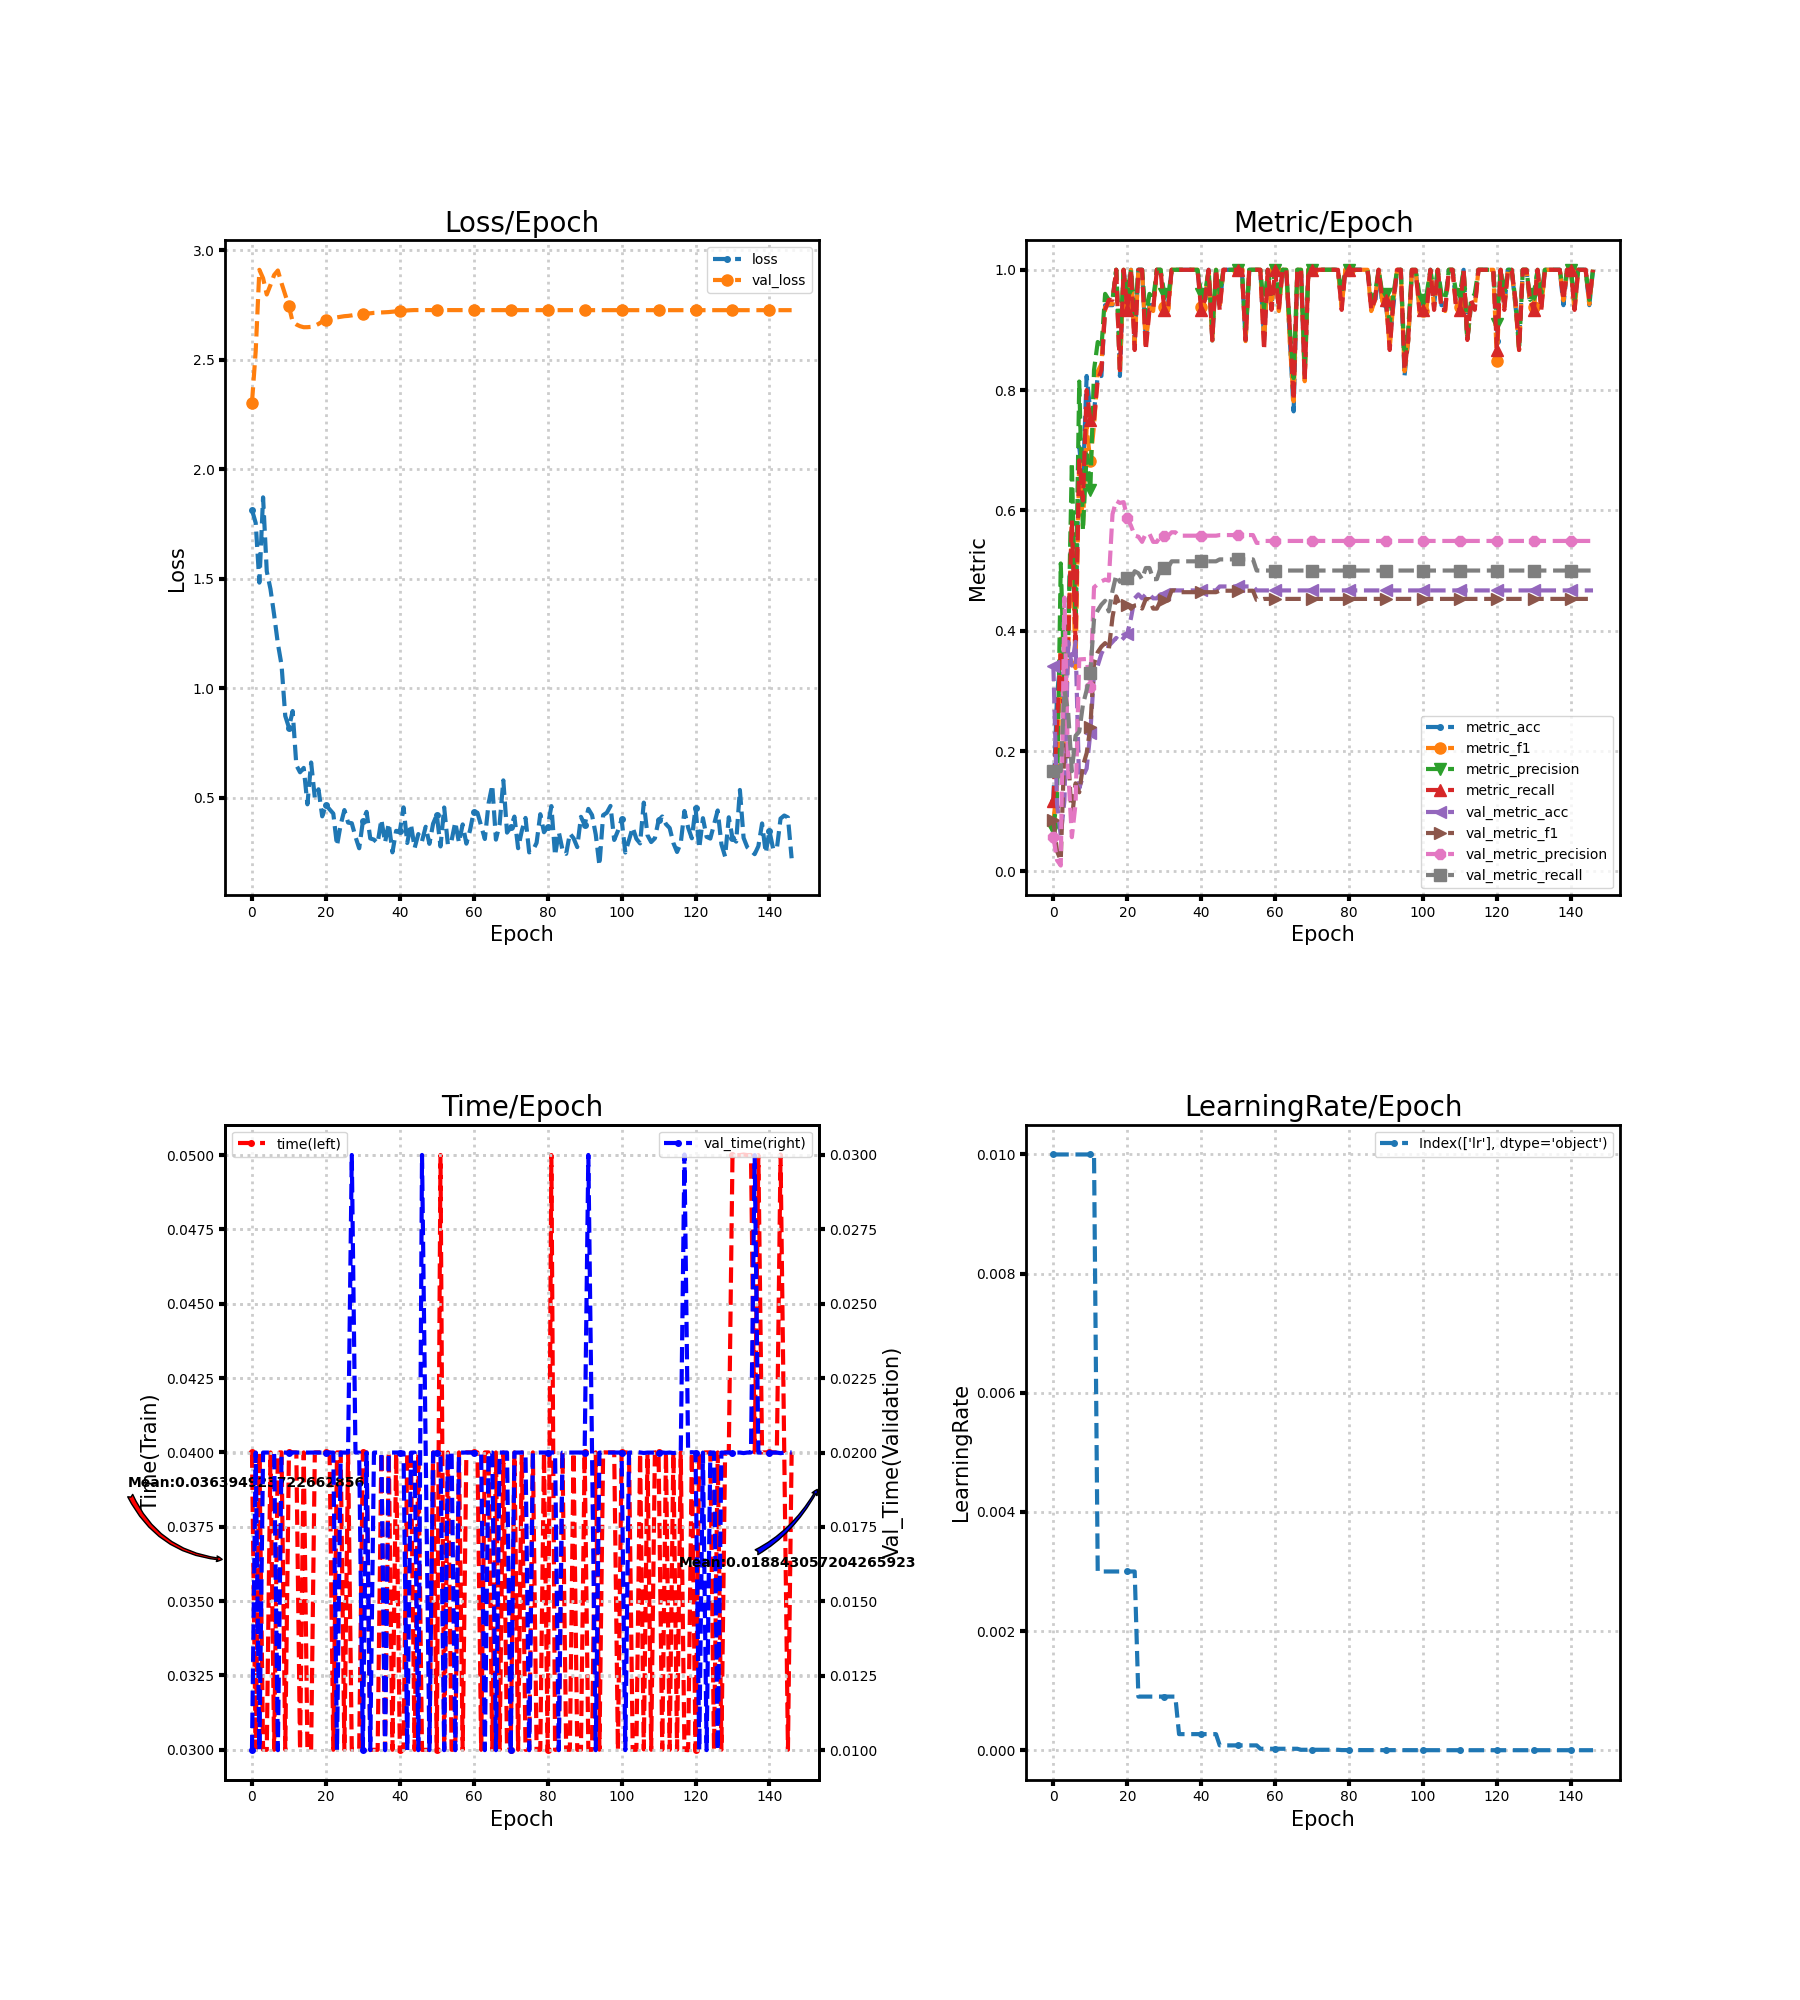 Loss/Epoch
3.0
2.5
2.0
1.5
1.0
0.5
Loss
loss
val_loss
0 20 40 60 80 100 120 140
Epoch
Metric/Epoch
1.0
0.8
0.6
0.4
0.2
0.0
Metric
metric_acc
metric_f1
metric_precision
metric_recall
val_metric_acc
val_metric_f1
val_metric_precision
val_metric_recall
0 20 40 60 80 100 120 140
Epoch
Time/Epoch
time(left)
val_time(right)
0.0500
0.0475
0.0450
0.0425
0.0400
0.0375
0.0350
0.0325
0.0300
Time(Train)
0.0300
0.0275
0.0250
0.0225
0.0200
0.0175
0.0150
0.0125
0.0100
Val_Time(Validation)
Mean:0.018843057204265923
0 20 40 60 80 100 120 140
Epoch
LearningRate/Epoch
Index(['lr'], dtype='object')
0.010
0.008
0.006
0.004
0.002
0.000
LearningRate
0 20 40 60 80 100 120 140
Epoch